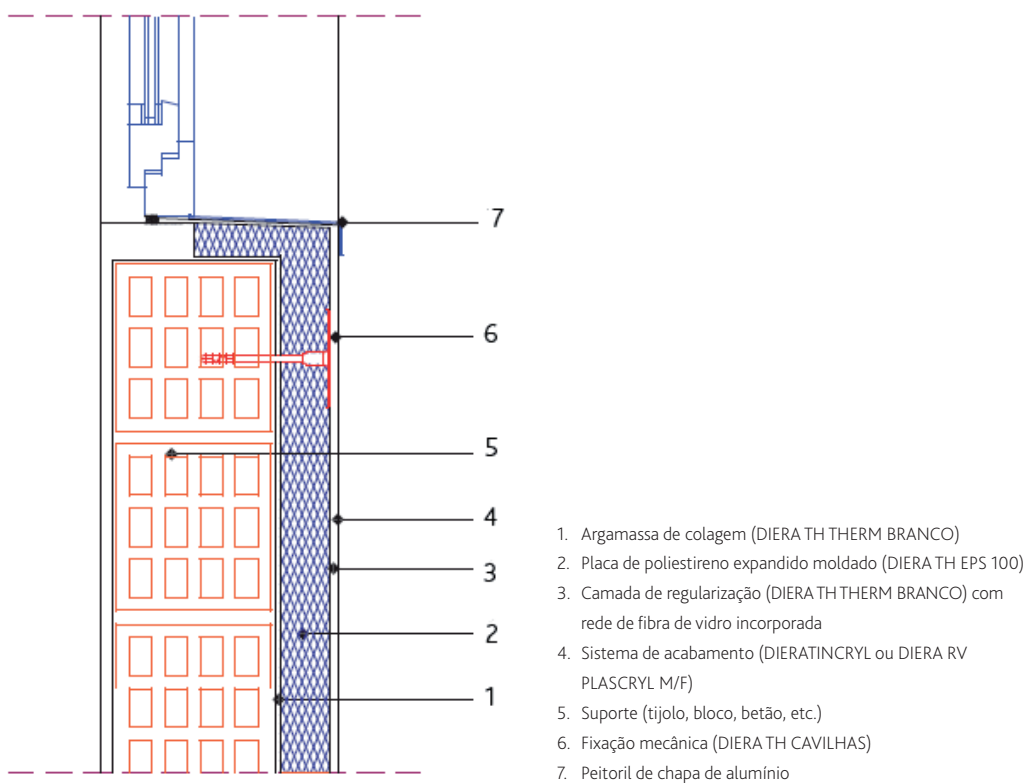 7
6
5
4
3
2
1
1. Argamassa de colagem (DIERA TH THERM BRANCO)
2. Placa de poliestireno expandido moldado (DIERA TH EPS 100)
3. Camada de regularização (DIERA TH THERM BRANCO) com
rede de fibra de vidro incorporada
4. Sistema de acabamento (DIERATINCRYL ou DIERA RV
PLASCRYL M/F)
5. Suporte (tijolo, bloco, betão, etc.)
6. Fixação mecânica (DIERA TH CAVILHAS)
7. Peitoril de chapa de alumínio